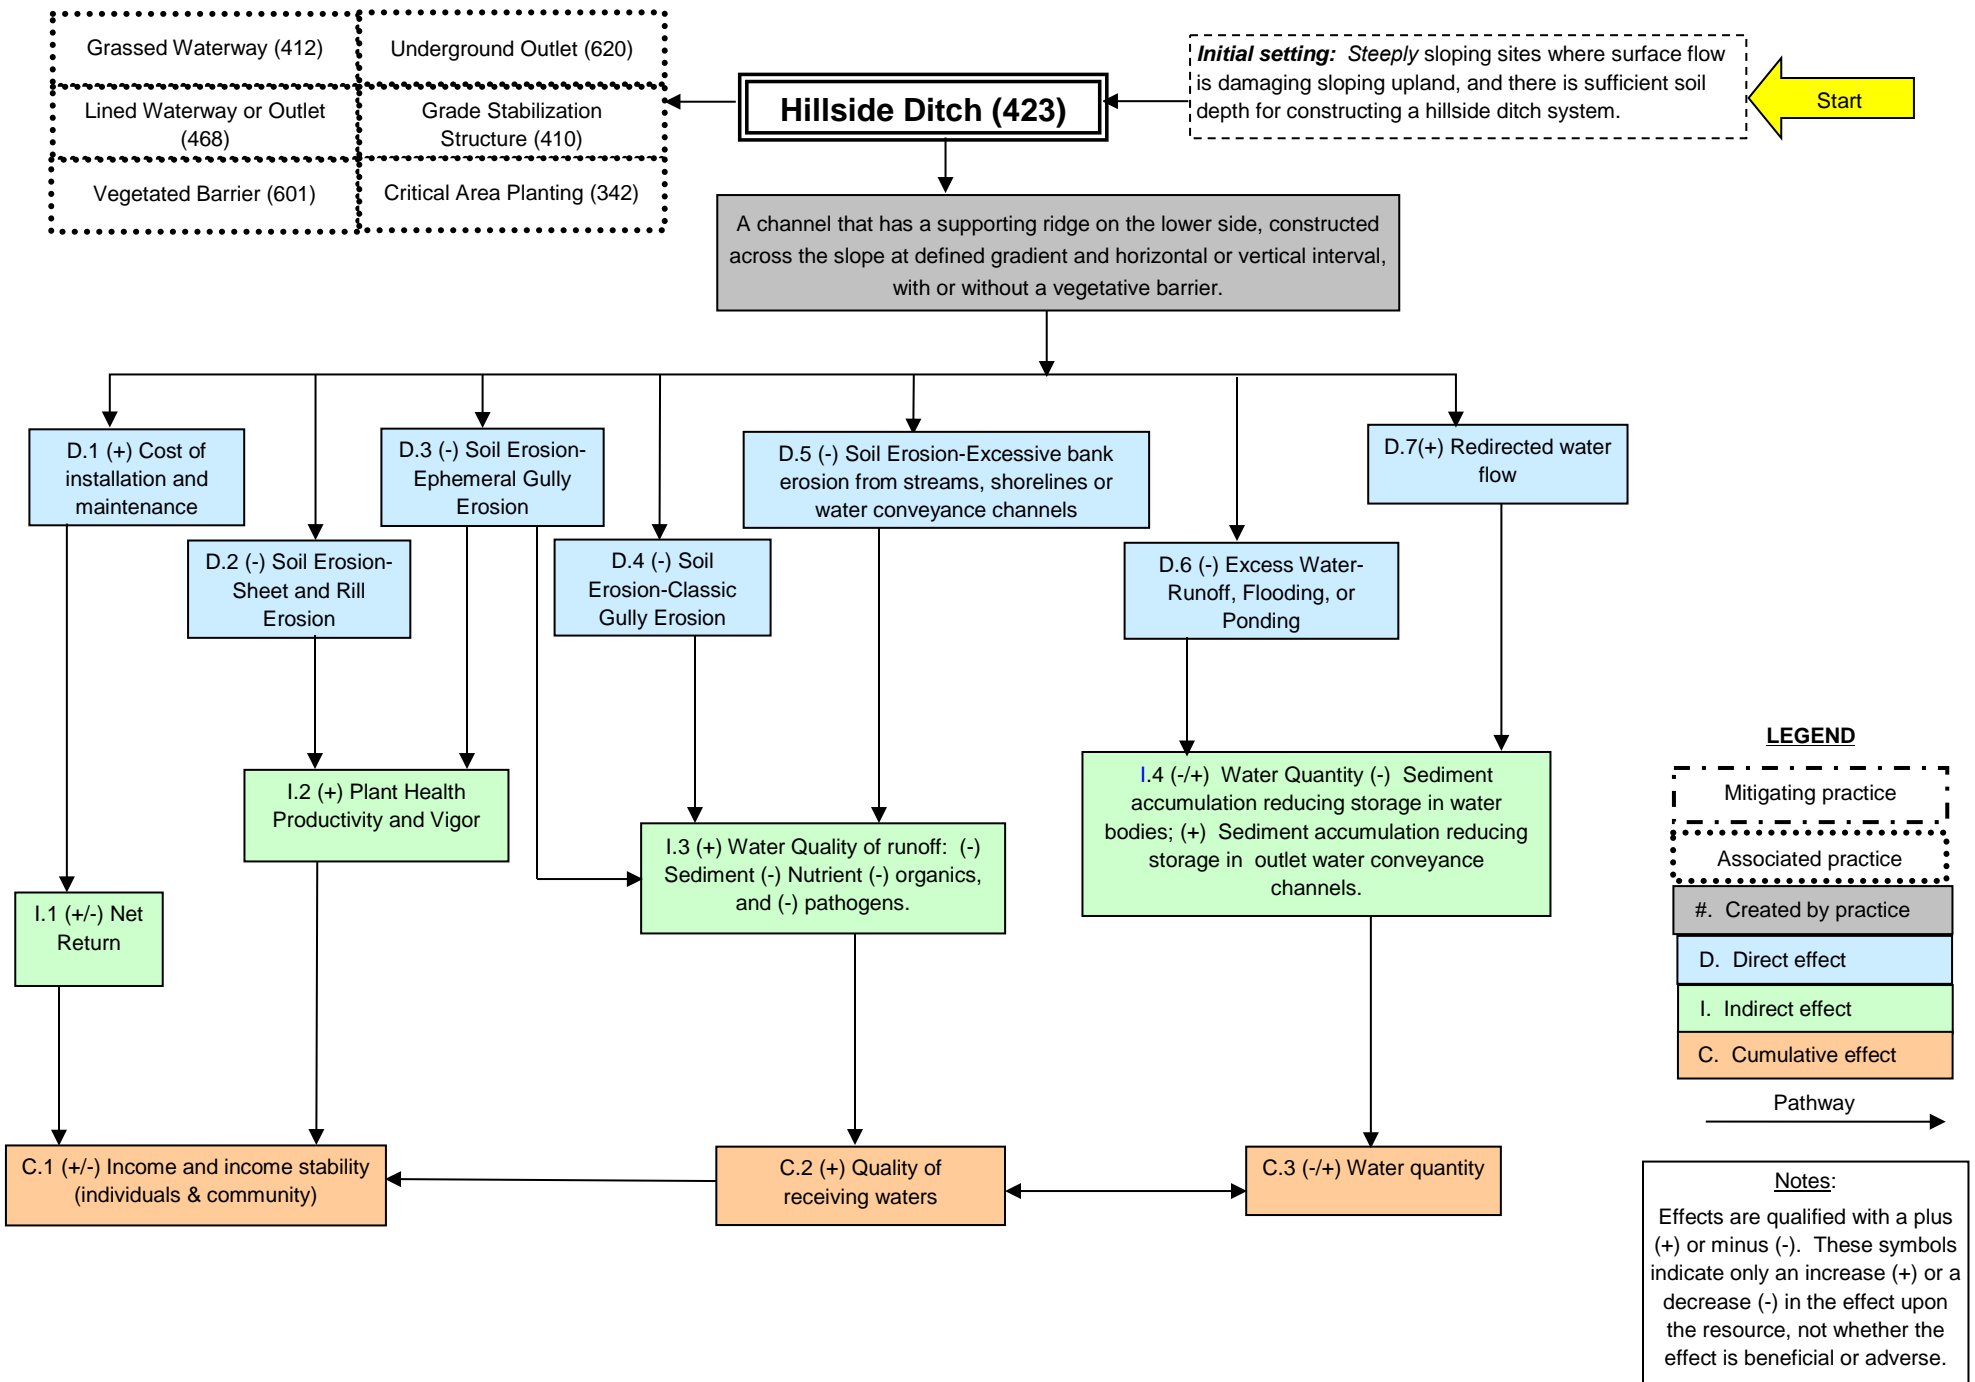 Grassed Waterway (412)
Underground Outlet (620)
Lined Waterway or Outlet
(468)
Grade Stabilization
Structure (410)
Vegetated Barrier (601)
Critical Area Planting (342)
Hillside Ditch (423)
Initial setting: Steeply sloping sites where surface flow
is damaging sloping upland, and there is sufficient soil
depth for constructing a hillside ditch system.
Start
A channel that has a supporting ridge on the lower side, constructed
across the slope at defined gradient and horizontal or vertical interval,
with or without a vegetative barrier.
D.1 (+) Cost of
installation and
maintenance
D.2 (-) Soil Erosion-
Sheet and Rill
Erosion
D.3 (-) Soil Erosion-
Ephemeral Gully
Erosion
D.4 (-) Soil
Erosion-Classic
Gully Erosion
D.5 (-) Soil Erosion-Excessive bank
erosion from streams, shorelines or
water conveyance channels
D.6 (-) Excess Water-
Runoff, Flooding, or
Ponding
D.7(+) Redirected water
flow
I.1 (+/-) Net
Return
I.2 (+) Plant Health
Productivity and Vigor
I.3 (+) Water Quality of runoff: (-)
Sediment (-) Nutrient (-) organics,
and (-) pathogens.
I.4 (-/+) Water Quantity (-) Sediment
accumulation reducing storage in water
bodies; (+) Sediment accumulation reducing
storage in outlet water conveyance
channels.
C.1 (+/-) Income and income stability
(individuals & community)
C.2 (+) Quality of
receiving waters
C.3 (-/+) Water quantity
LEGEND
Mitigating practice
Associated practice
#. Created by practice
D. Direct effect
I. Indirect effect
C. Cumulative effect
Pathway
Notes:
Effects are qualified with a plus
(+) or minus (-). These symbols
indicate only an increase (+) or a
decrease (-) in the effect upon
the resource, not whether the
effect is beneficial or adverse.